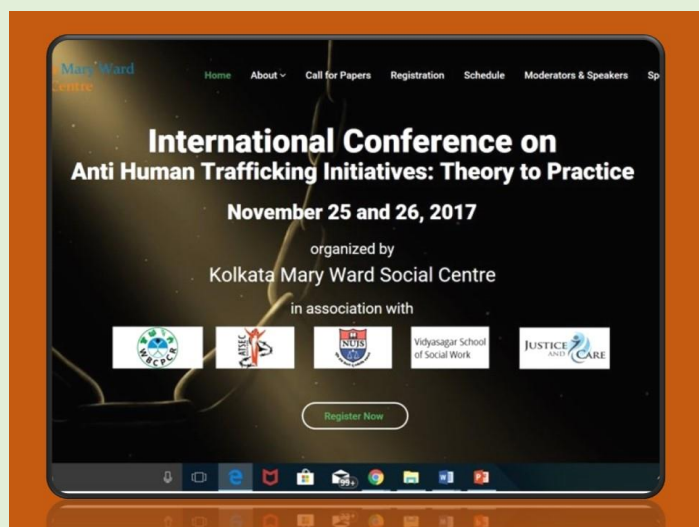 Mary Ward
Centre
Home About Call for Papers Registration Schedule Moderators & Speakers Sp
International Conference on
Anti Human Trafficking Initiatives: Theory to Practice
November 25 and 26, 2017
organized by
Kolkata Mary Ward Social Centre
in association with
WBCPCR
ATSEC
NUJS
Vidyasagar School
of Social Work
JUSTICE
AND CARE
Register Now
99+